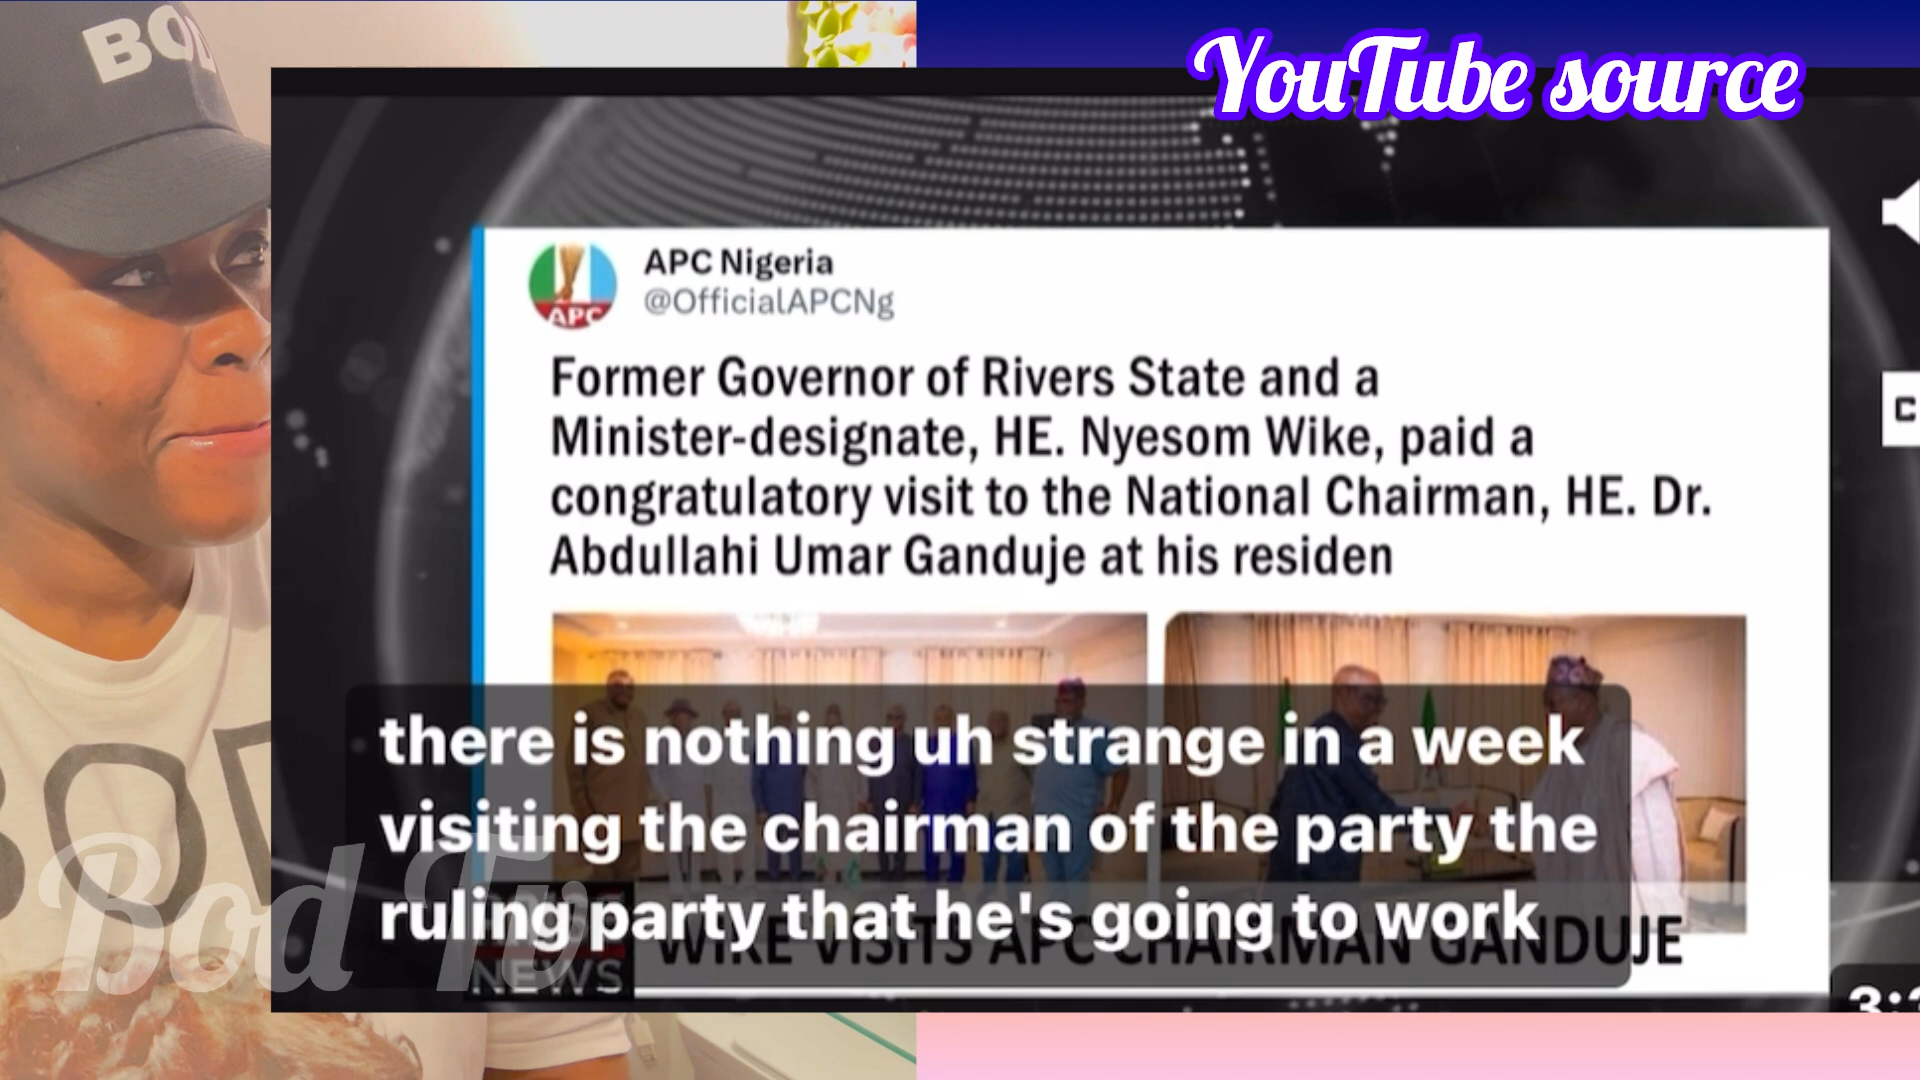 BOD
YouTube source
APC
APC Nigeria
@OfficialAPCNg
Former Governor of Rivers State and a
Minister-designate, HE. Nyesom Wike, paid a
congratulatory visit to the National Chairman, HE. Dr.
Abdullahi Umar Ganduje at his residen
there is nothing uh strange in a week
visiting the chairman of the party the
ruling party that he's going to work
WIKE VISITS APC CHAIRMAN GANDUJE
NEWS
BOD
Bod Tv